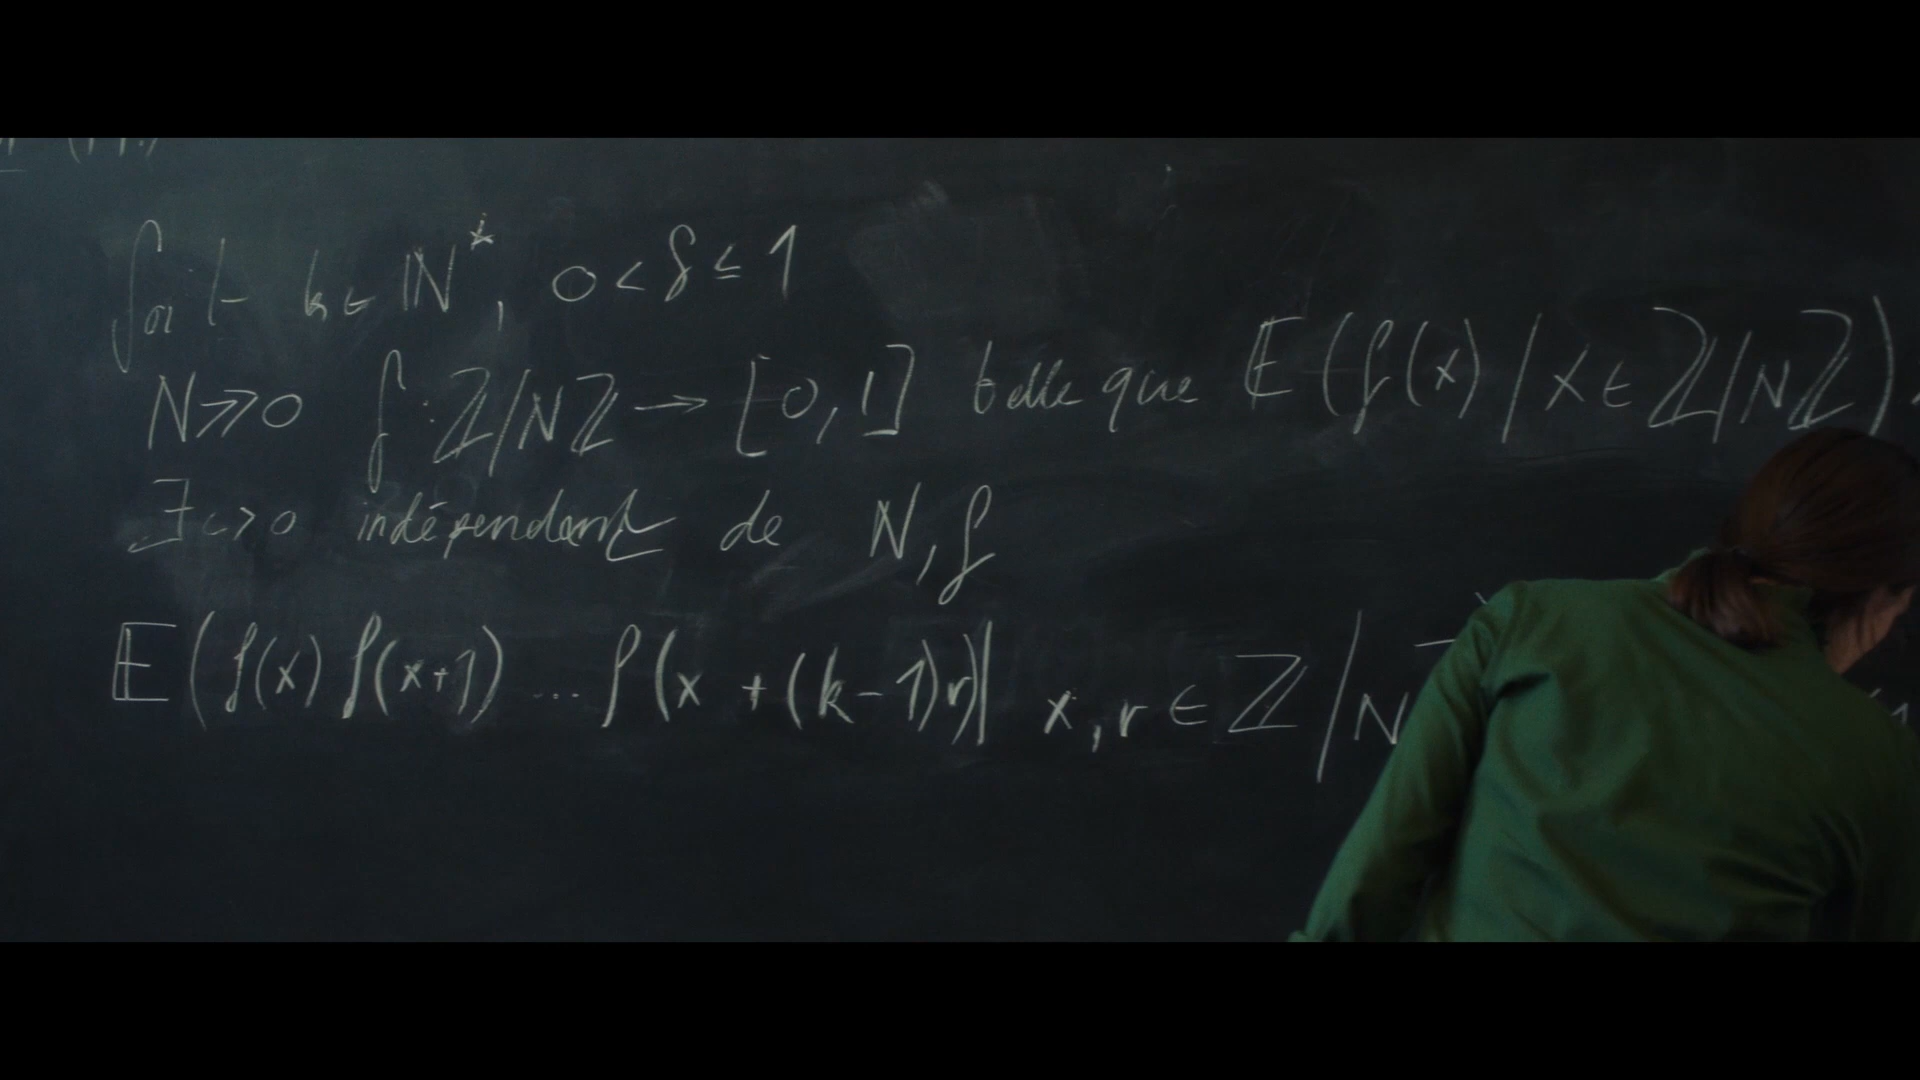 Soit k ∈ ℕ*, 0 < δ ≤ 1
N ≫ 0 f : ℤ/Nℤ → [0,1] telle que 𝔼(f(x) / x ∈ ℤ/Nℤ)
∃ c > 0 indépendant de N, f
𝔼(f(x) f(x+1) ... f(x + (k-1)r)| x, r ∈ ℤ/N